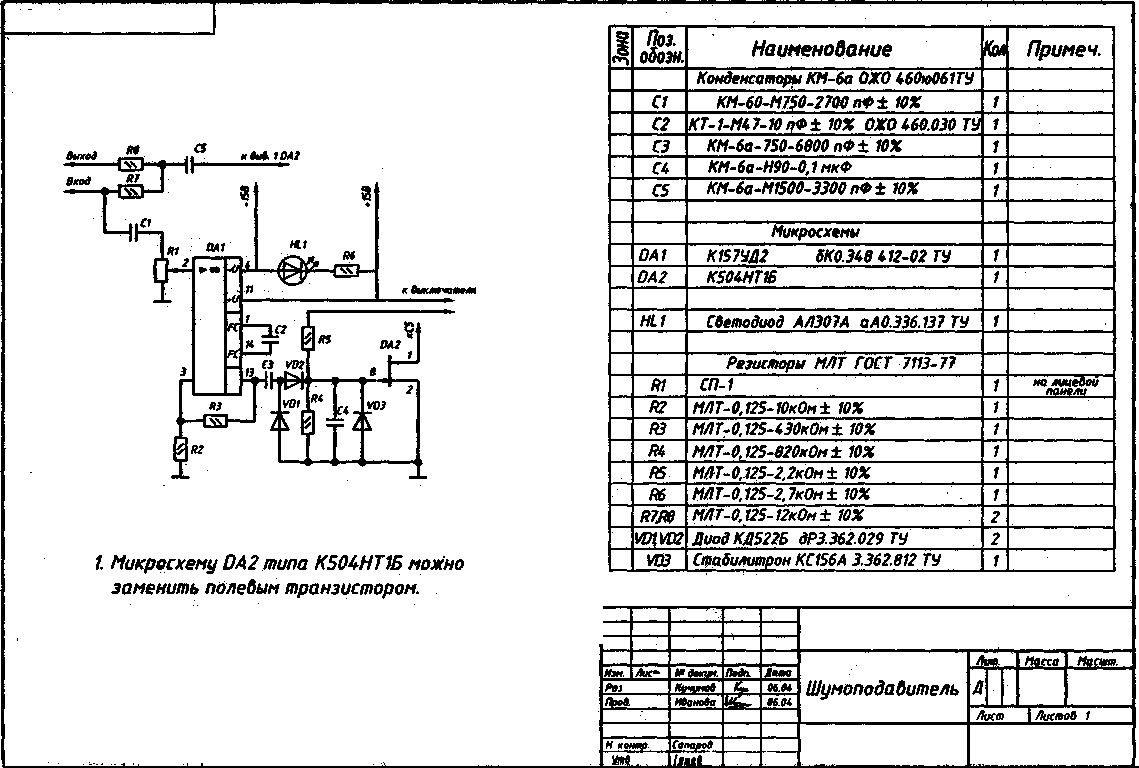 Выход
R8
C5
к выв. 1 DA2
Вход
R7
C1
-15В
+15В
R1
2
DA1
-U
4
HL1
R6
+U
11
к выключателю
FC
1
C2
FC
14
R5
к C5
DA2
1
3
13
C3
VD2
8
2
R3
VD1
R4
C4
VD3
R2
1. Микросхему DA2 типа К504НТ1Б можно
заменить полевым транзистором.
Зона Поз. обозн. Наименование Кол Примеч.
Конденсаторы КМ-6а ОЖО 460ю061ТУ
C1 КМ-60-М750-2700 пФ ± 10% 1
C2 КТ-1-М47-10 пФ ± 10% ОЖО 460.030 ТУ 1
C3 КМ-6а-750-6800 пФ ± 10% 1
C4 КМ-6а-Н90-0,1 мкФ 1
C5 КМ-6а-М1500-3300 пФ ± 10% 1
Микросхемы
DA1 К157УД2 бК0.348 412-02 ТУ 1
DA2 К504НТ1Б 1
HL1 Светодиод АЛ307А аА0.336.137 ТУ 1
Резисторы МЛТ ГОСТ 7113-77
R1 СП-1 1 на лицевой панели
R2 МЛТ-0,125-10кОм ± 10% 1
R3 МЛТ-0,125-430кОм ± 10% 1
R4 МЛТ-0,125-820кОм ± 10% 1
R5 МЛТ-0,125-2,2кОм ± 10% 1
R6 МЛТ-0,125-2,7кОм ± 10% 1
R7,R8 МЛТ-0,125-12кОм ± 10% 2
VD1,VD2 Диод КД522Б дР3.362.029 ТУ 2
VD3 Стабилитрон КС156А 3.362.812 ТУ 1
Изм. Лист № докум. Подп. Дата
Раз Кучумов 06.04
Пров. Иванова 06.04
Н контр. Сапаров
Утв
Шумоподавитель
Лит. Масса Масшт.
Д
Лист Листов 1